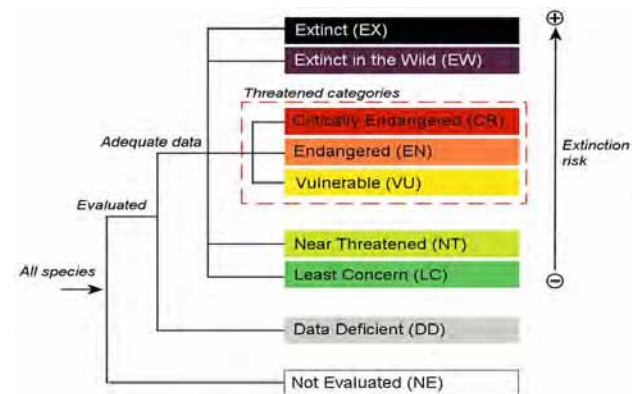 Extinct (EX)
Extinct in the Wild (EW)
Threatened categories
Critically Endangered (CR)
Adequate data
Endangered (EN)
Extinction
risk
Vulnerable (VU)
Evaluated
Near Threatened (NT)
All species
Least Concern (LC)
Data Deficient (DD)
Not Evaluated (NE)